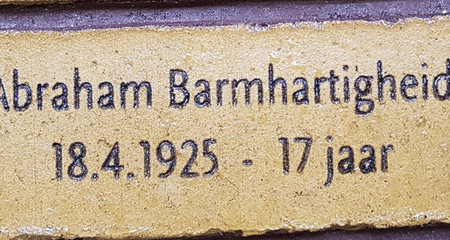 Abraham Barmhartigheid
18.4.1925 - 17 jaar